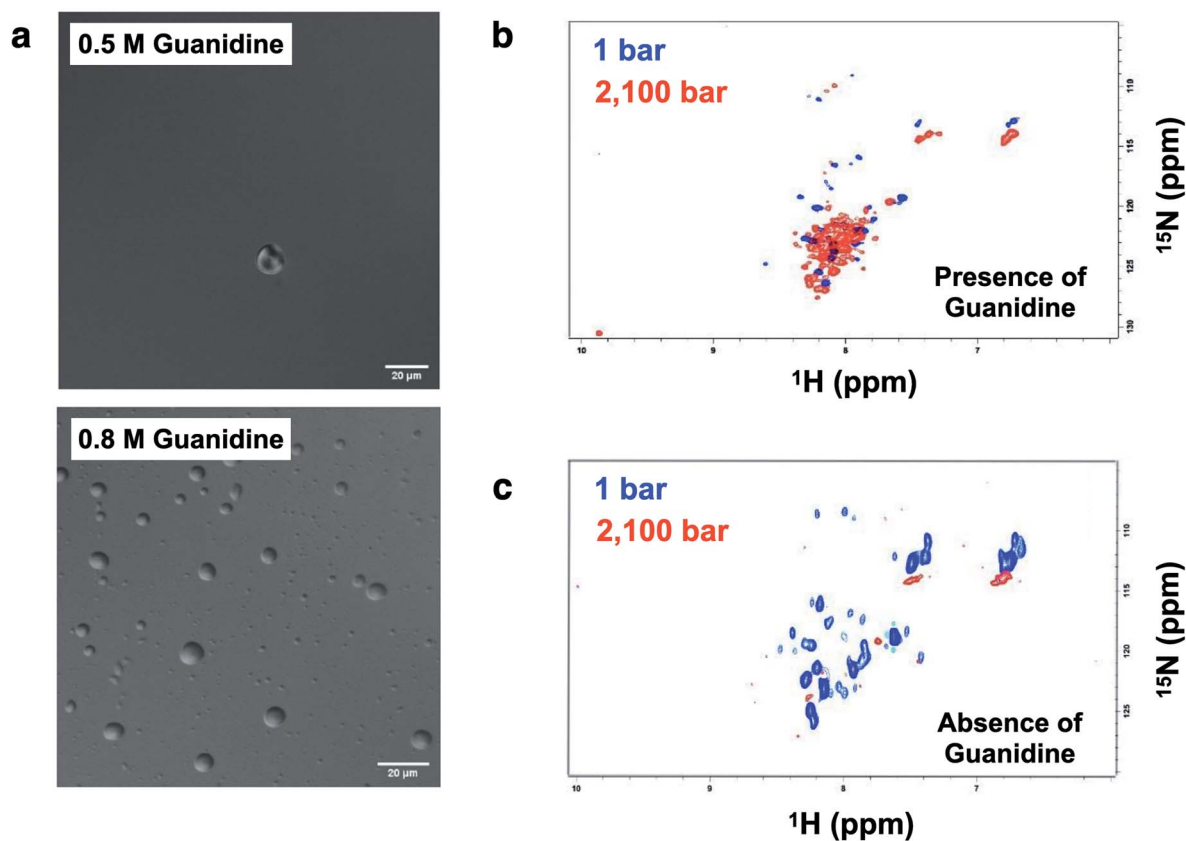 a
0.5 M Guanidine
20 µm
0.8 M Guanidine
20 µm
b
1 bar
2,100 bar
110
115
120
125
130
15N (ppm)
Presence of
Guanidine
10
9
8
7
1H (ppm)
c
1 bar
2,100 bar
110
115
120
125
15N (ppm)
Absence of
Guanidine
10
9
8
7
1H (ppm)